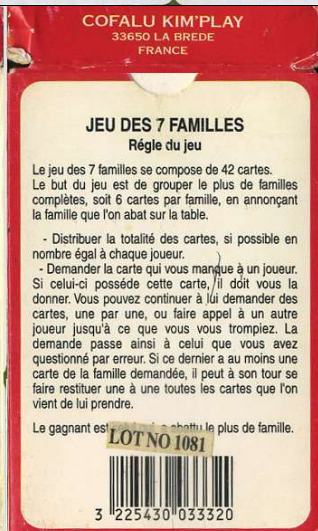 COFALU KIM'PLAY
33650 LA BREDE
FRANCE
JEU DES 7 FAMILLES
Régle du jeu
Le jeu des 7 familles se compose de 42 cartes.
Le but du jeu est de grouper le plus de familles
complètes, soit 6 cartes par famille, en annonçant
la famille que l'on abat sur la table.
- Distribuer la totalité des cartes, si possible en
nombre égal à chaque joueur.
- Demander la carte qui vous manque à un joueur.
Si celui-ci posséde cette carte, il doit vous la
donner. Vous pouvez continuer à lui demander des
cartes, une par une, ou faire appel à un autre
joueur jusqu'à ce que vous vous trompiez. La
demande passe ainsi à celui que vous avez
questionné par erreur. Si ce dernier a au moins une
carte de la famille demandée, il peut à son tour se
faire restituer une à une toutes les cartes que l'on
vient de lui prendre.
Le gagnant est abattu le plus de famille.
LOT NO 1081
3 225430 033320